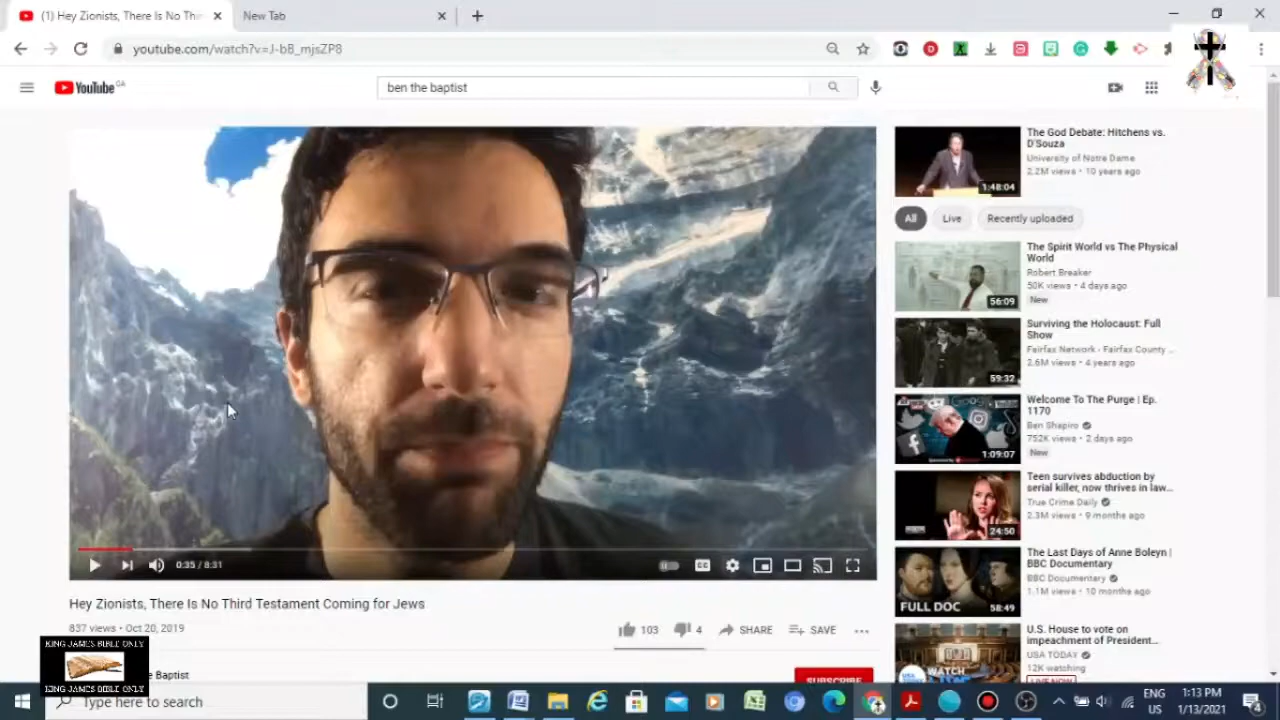 (1) Hey Zionists, There Is No Thi
New Tab
youtube.com/watch?v=J-bB_mjsZP8
YouTube CA
ben the baptist
The God Debate: Hitchens vs.
D'Souza
University of Notre Dame
2.2M views • 10 years ago
1:48:04
All
Live
Recently uploaded
The Spirit World vs The Physical
World
Robert Breaker
50K views • 4 days ago
New
56:09
Surviving the Holocaust: Full
Show
Fairfax Network - Fairfax County ...
2.6M views • 4 years ago
59:32
Welcome To The Purge | Ep.
1170
Ben Shapiro
752K views • 2 days ago
New
1:09:07
Teen survives abduction by
serial killer, now thrives in law...
True Crime Daily
2.3M views • 9 months ago
24:50
The Last Days of Anne Boleyn |
BBC Documentary
BBC Documentary
1.1M views • 10 months ago
FULL DOC
58:49
U.S. House to vote on
impeachment of President...
USA TODAY
12K watching
LIVE NOW
WATCH
0:35 / 8:31
CC
Hey Zionists, There Is No Third Testament Coming for Jews
837 views • Oct 20, 2019
103
4
SHARE
SAVE
KING JAMES BIBLE ONLY
KING JAMES BIBLE ONLY
e Baptist
SUBSCRIBE
Type here to search
ENG
US
1:13 PM
1/13/2021
4